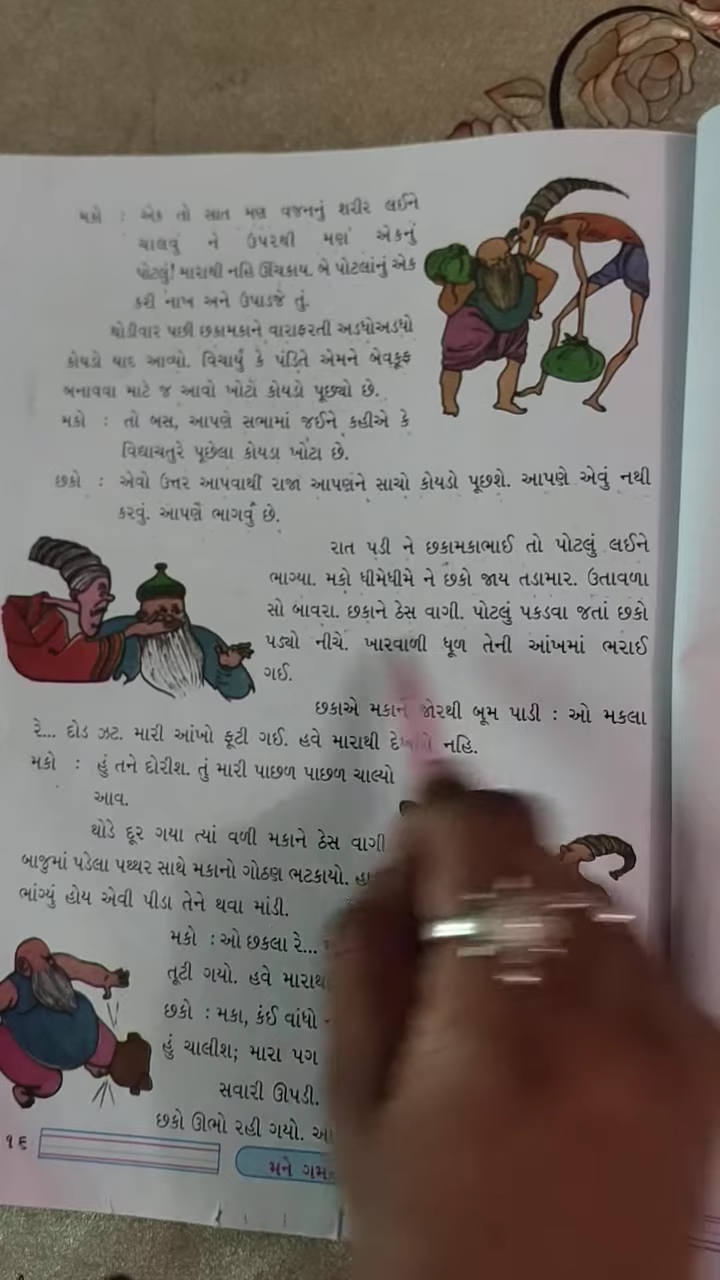 મકો : એક તો સાત મણ વજનનું શરીર લઈને
ચાલવું ને ઉપરથી મણ એકનું
પોટલું! મારાથી નહિ ઊંચકાય. બે પોટલાંનું એક
કરી નાખ અને ઉપાડજે તું.
થોડીવાર પછી છકામકાને વારાફરતી અડધોઅડધો
કોયડો યાદ આવ્યો. વિચાર્યું કે પંડિતે એમને બેવકૂફ
બનાવવા માટે જ આવો ખોટો કોયડો પૂછ્યો છે.
મકો : તો બસ, આપણે સભામાં જઈને કહીએ કે
વિદ્યાચતુરે પૂછેલા કોયડા ખોટા છે.
છકો : એવો ઉત્તર આપવાથી રાજા આપણને સાચો કોયડો પૂછશે. આપણે એવું નથી
કરવું. આપણે ભાગવું છે.
રાત પડી ને છકામકાભાઈ તો પોટલું લઈને
ભાગ્યા. મકો ધીમેધીમે ને છકો જાય તડામાર. ઉતાવળા
સો બાવરા. છકાને ઠેસ વાગી. પોટલું પકડવા જતાં છકો
પડ્યો નીચે. ખારવાળી ધૂળ તેની આંખમાં ભરાઈ
ગઈ.
છકાએ મકાને જોરથી બૂમ પાડી : ઓ મકલા
રે... દોડ ઝટ. મારી આંખો ફૂટી ગઈ. હવે મારાથી નહિ.
મકો : હું તને દોરીશ. તું મારી પાછળ પાછળ ચાલ્યો
આવ.
થોડે દૂર ગયા ત્યાં વળી મકાને ઠેસ વાગી
બાજુમાં પડેલા પથ્થર સાથે મકાનો ગોઠણ ભટકાયો.
ભાંગ્યું હોય એવી પીડા તેને થવા માંડી.
મકો : ઓ છકલા રે...
તૂટી ગયો. હવે
છકો : મકા, કંઈ વાંધો
હું ચાલીશ; મારા પગ
સવારી ઊપડી.
છકો ઊભો રહી ગયો.
૧૬
મને